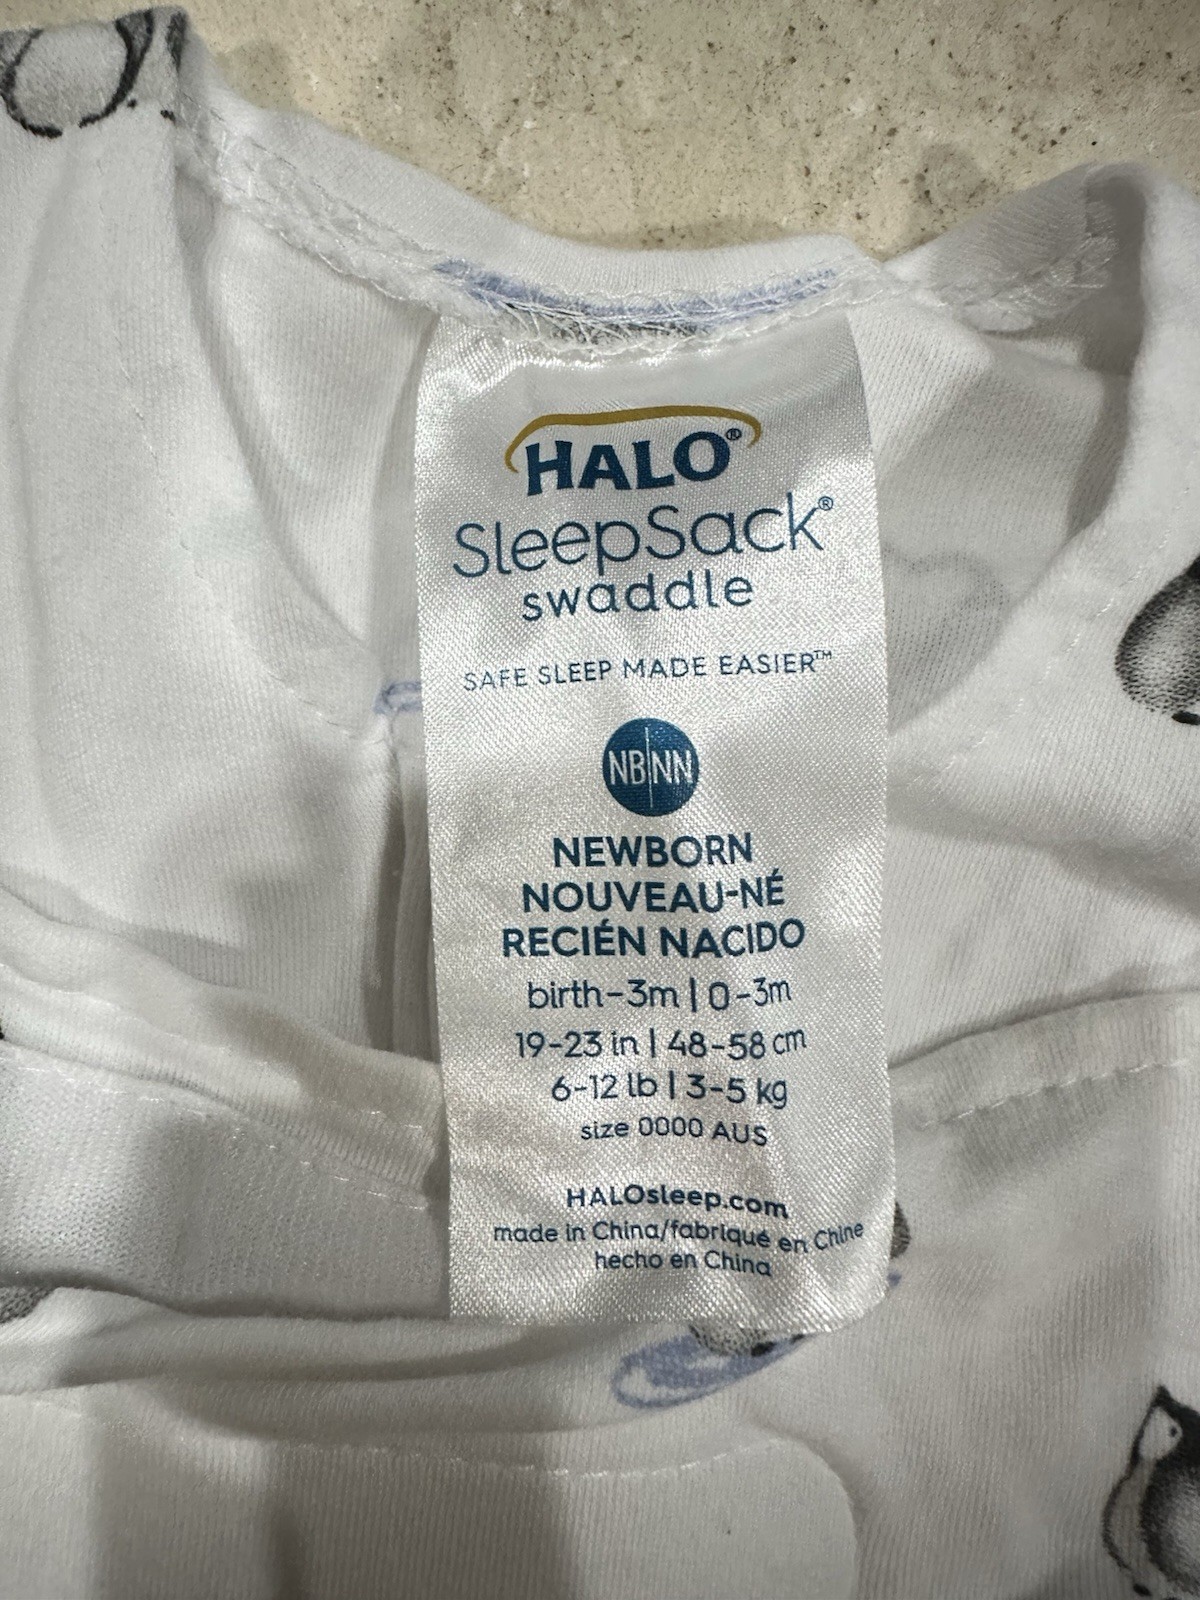 HALO®
SleepSack®
swaddle
SAFE SLEEP MADE EASIER™
NB|NN
NEWBORN
NOUVEAU-NÉ
RECIÉN NACIDO
birth-3m | 0-3m
19-23 in | 48-58 cm
6-12 lb | 3-5 kg
size 0000 AUS
HALOsleep.com
made in China/fabriqué en Chine
hecho en China